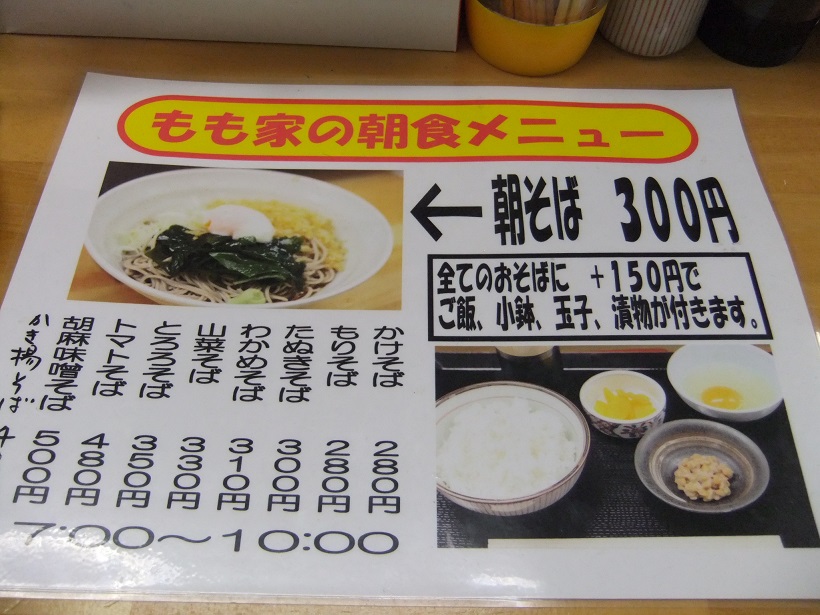 もも家の朝食メニュー
←朝そば　300円
全てのおそばに　+150円で
ご飯、小鉢、玉子、漬物が付きます。
かけそば 280円
もりそば 280円
たぬきそば 300円
わかめそば 310円
山菜そば 330円
とろろそば 350円
トマトそば 480円
胡麻味噌そば 500円
かき揚そば
7:00～10:00